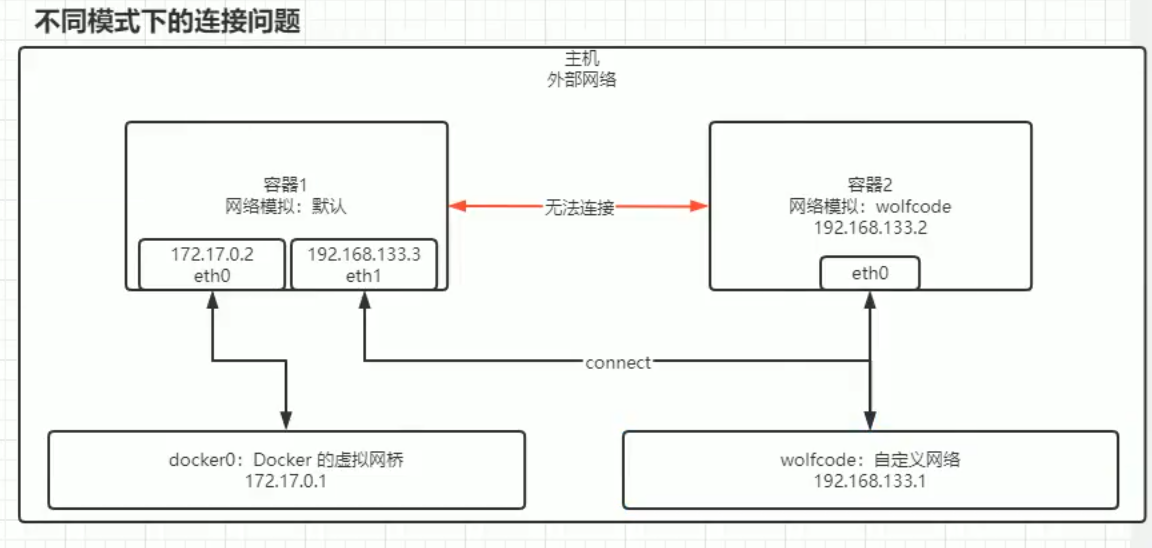 不同模式下的连接问题
主机
外部网络
容器1
网络模拟：默认
172.17.0.2
eth0
192.168.133.3
eth1
无法连接
容器2
网络模拟：wolfcode
192.168.133.2
eth0
connect
docker0：Docker 的虚拟网桥
172.17.0.1
wolfcode：自定义网络
192.168.133.1